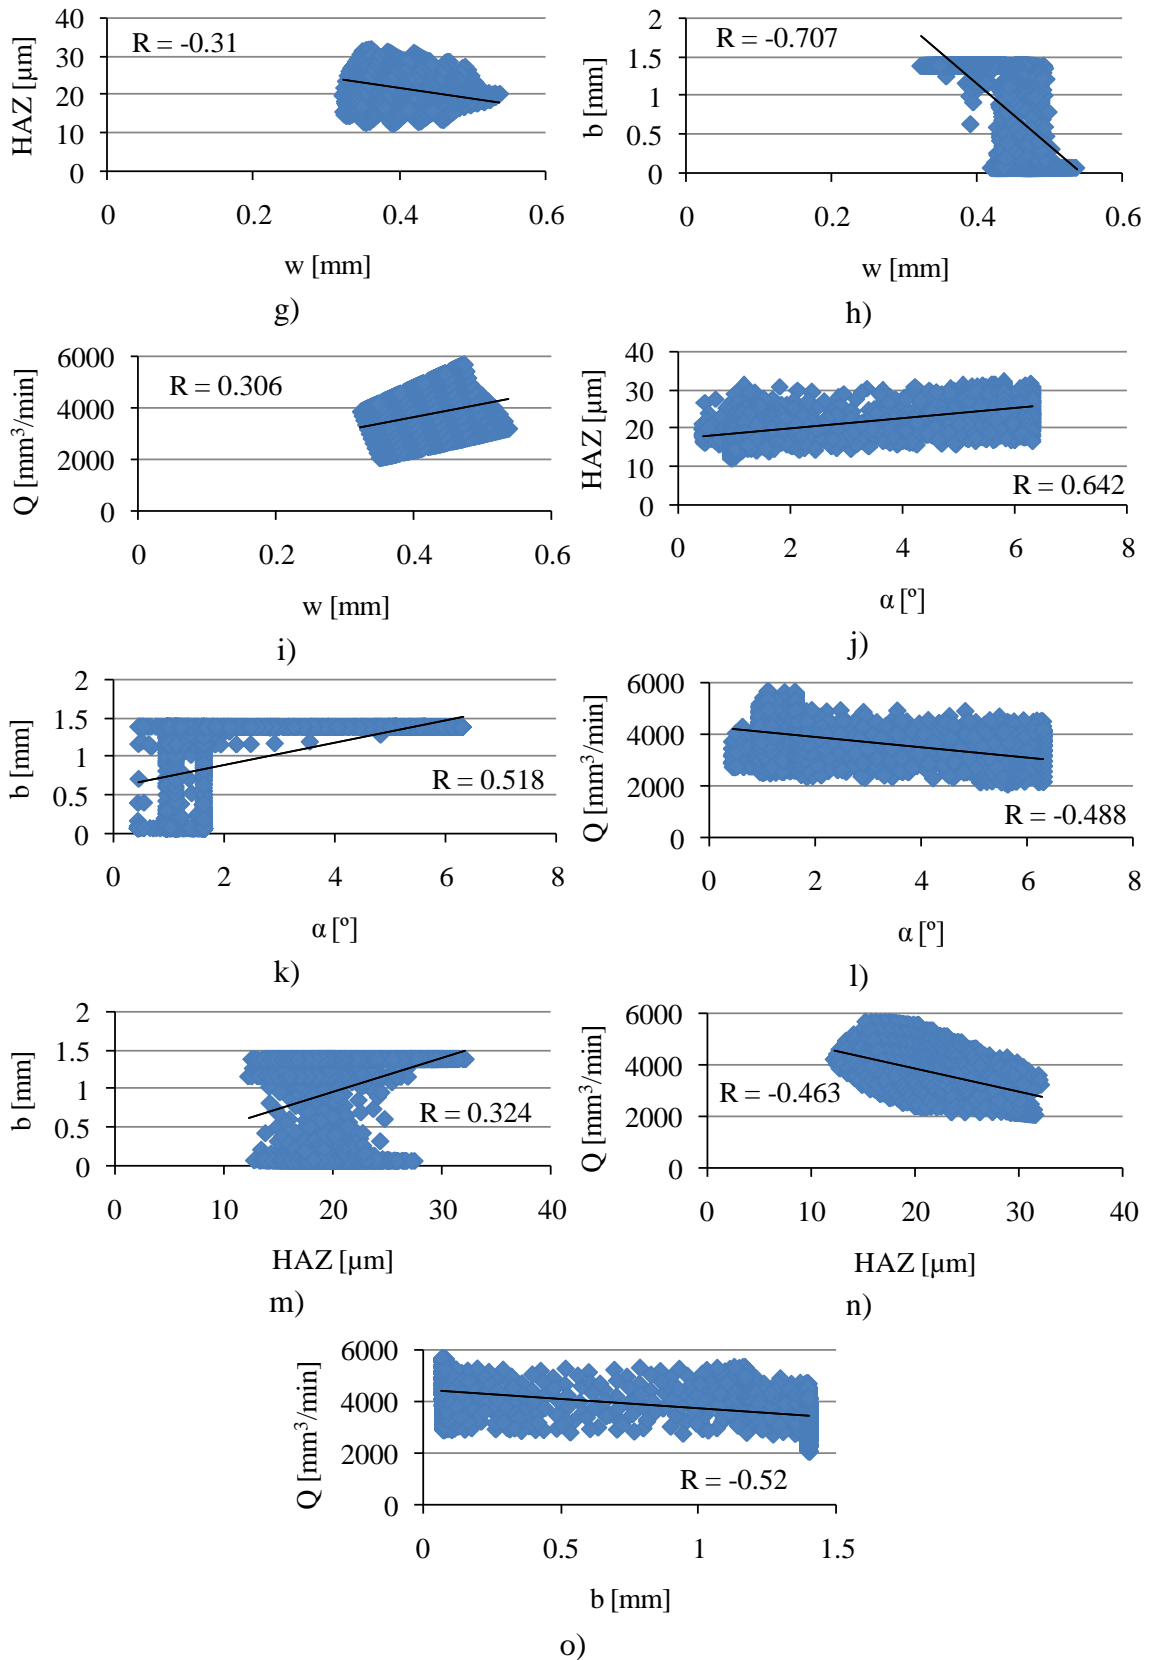 HAZ [µm]
40
30
20
10
0
R = -0.31
0
0.2
0.4
0.6
w [mm]
g)
b [mm]
2
1.5
1
0.5
0
R = -0.707
0
0.2
0.4
0.6
w [mm]
h)
Q [mm³/min]
6000
4000
2000
0
R = 0.306
0
0.2
0.4
0.6
w [mm]
i)
HAZ [µm]
40
30
20
10
0
R = 0.642
0
2
4
6
8
α [º]
j)
b [mm]
2
1.5
1
0.5
0
R = 0.518
0
2
4
6
8
α [º]
k)
Q [mm³/min]
6000
4000
2000
0
R = -0.488
0
2
4
6
8
α [º]
l)
b [mm]
2
1.5
1
0.5
0
R = 0.324
0
10
20
30
40
HAZ [µm]
m)
Q [mm³/min]
6000
4000
2000
0
R = -0.463
0
10
20
30
40
HAZ [µm]
n)
Q [mm³/min]
6000
4000
2000
0
R = -0.52
0
0.5
1
1.5
b [mm]
o)